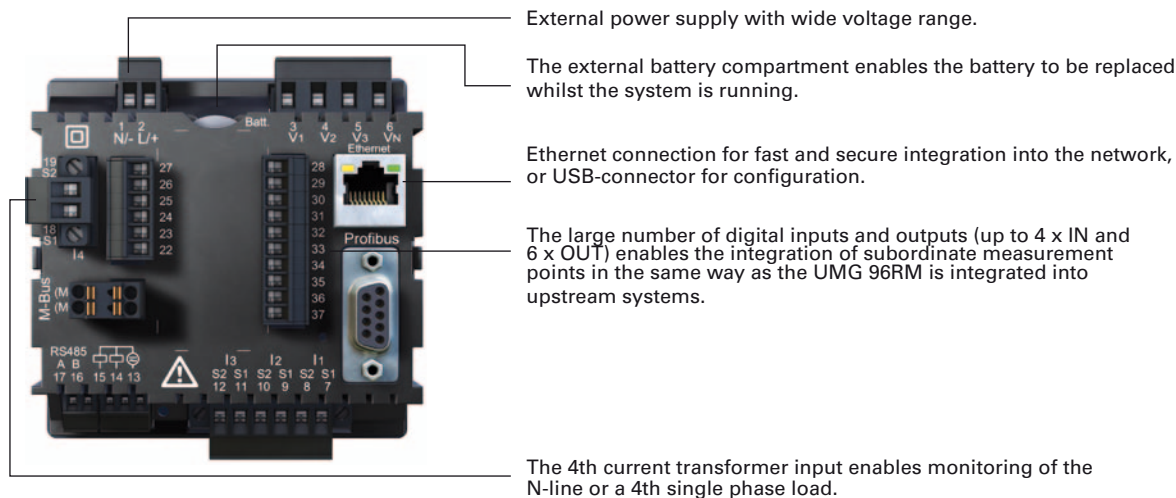 External power supply with wide voltage range.
The external battery compartment enables the battery to be replaced
whilst the system is running.
Ethernet connection for fast and secure integration into the network,
or USB-connector for configuration.
The large number of digital inputs and outputs (up to 4 x IN and
6 x OUT) enables the integration of subordinate measurement
points in the same way as the UMG 96RM is integrated into
upstream systems.
The 4th current transformer input enables monitoring of the
N-line or a 4th single phase load.
Batt.
1 2
N/- L/+
3 4 5 6
V1 V2 V3 VN
Ethernet
19
S2
18
S1
I4
27
26
25
24
23
22
28
29
30
31
32
33
34
35
36
37
Profibus
M-Bus
(M
(M
RS485
A B
17 16 15 14 13
I3 I2 I1
S2 S1 S2 S1 S2 S1
12 11 10 9 8 7